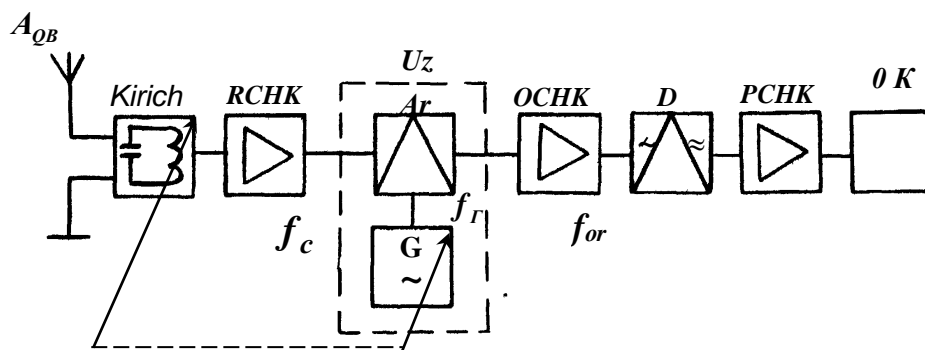 A_QB
Kirich
RCHK
Uz
Ar
OCHK
D
PCHK
0 К
f_c
f_Г
G
~
f_or